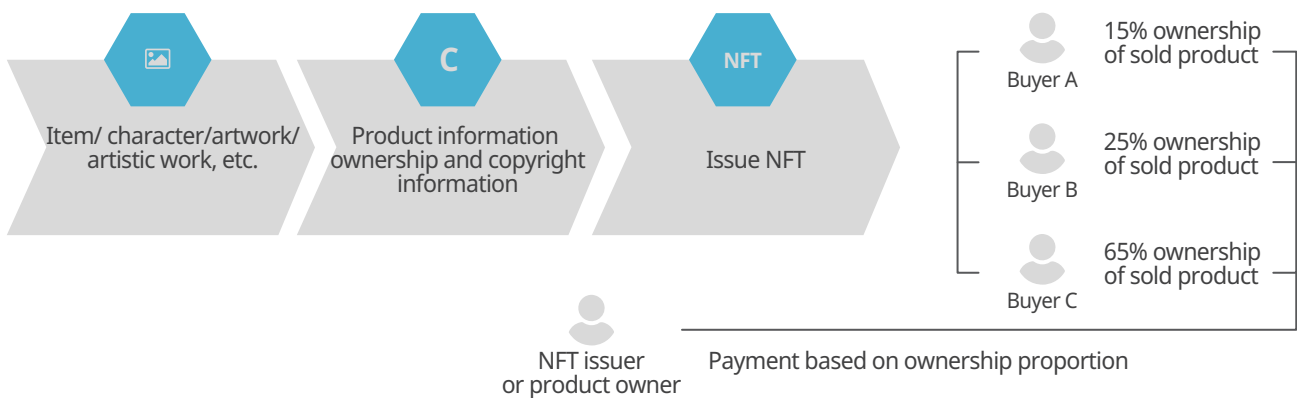 C
NFT
Item/ character/artwork/
artistic work, etc.
Product information
ownership and copyright
information
Issue NFT
15% ownership
of sold product
Buyer A
25% ownership
of sold product
Buyer B
65% ownership
of sold product
Buyer C
NFT issuer
or product owner
Payment based on ownership proportion